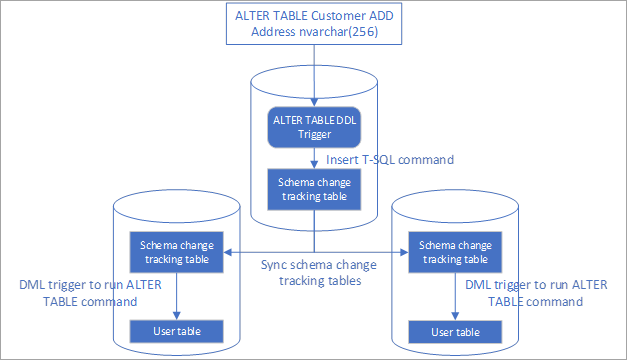 ALTER TABLE Customer ADD
Address nvarchar(256)
ALTER TABLE DDL
Trigger
Insert T-SQL command
Schema change
tracking table
Schema change
tracking table
Sync schema change
tracking tables
Schema change
tracking table
DML trigger to run ALTER
TABLE command
DML trigger to run ALTER
TABLE command
User table
User table